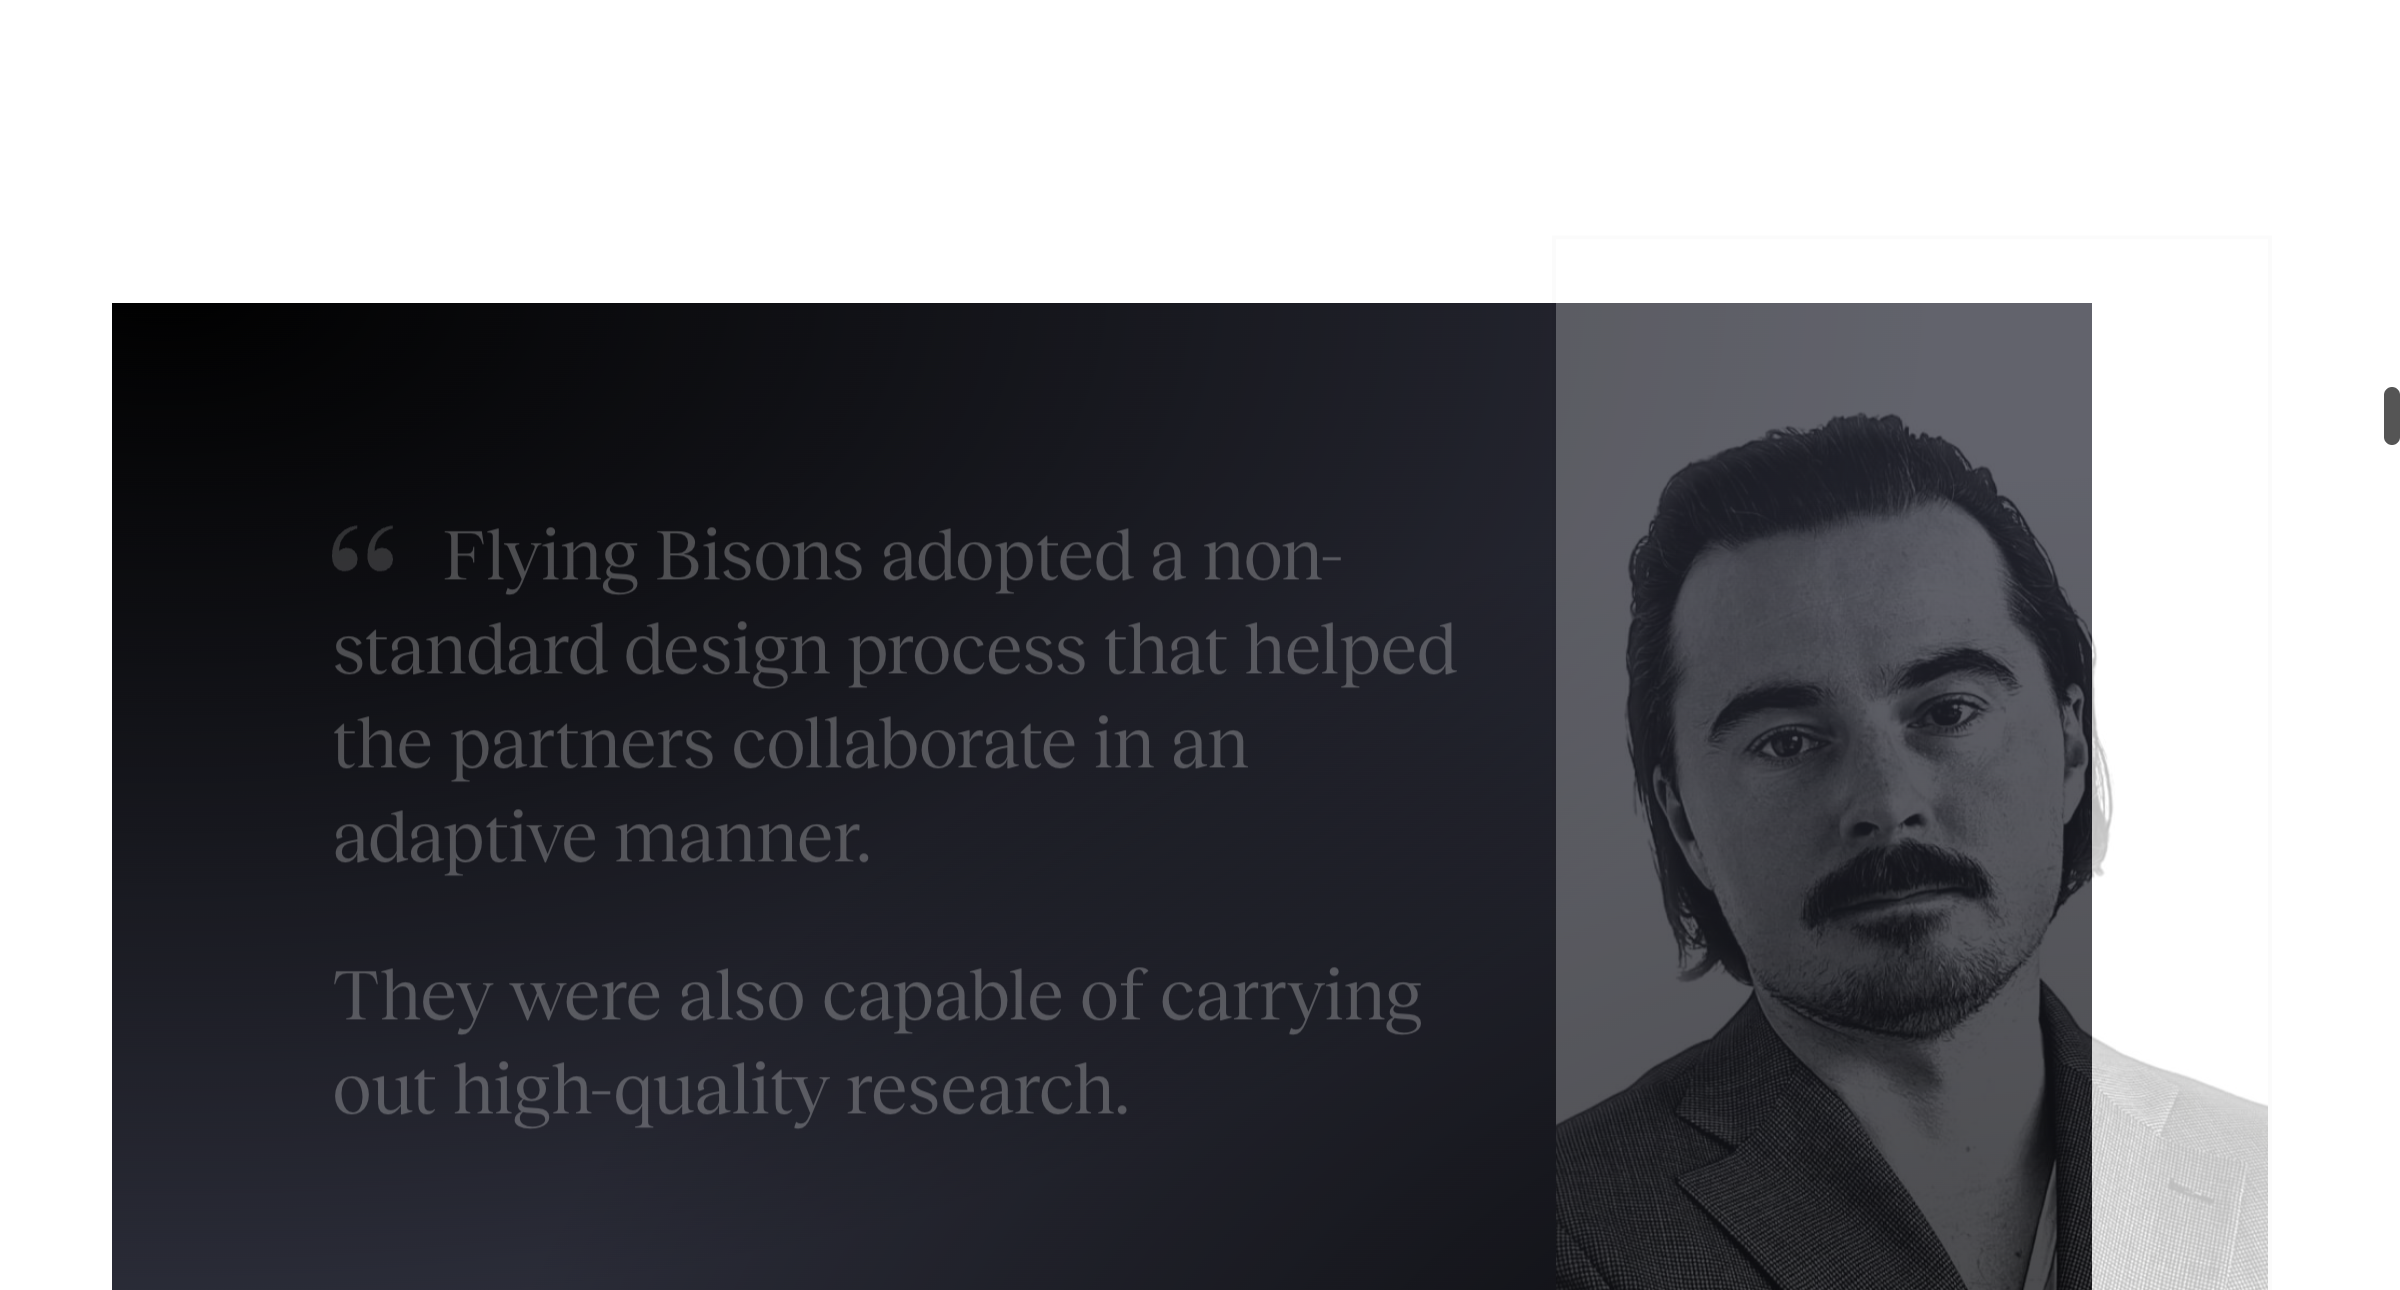 “ Flying Bisons adopted a non-
standard design process that helped
the partners collaborate in an
adaptive manner.
They were also capable of carrying
out high-quality research.